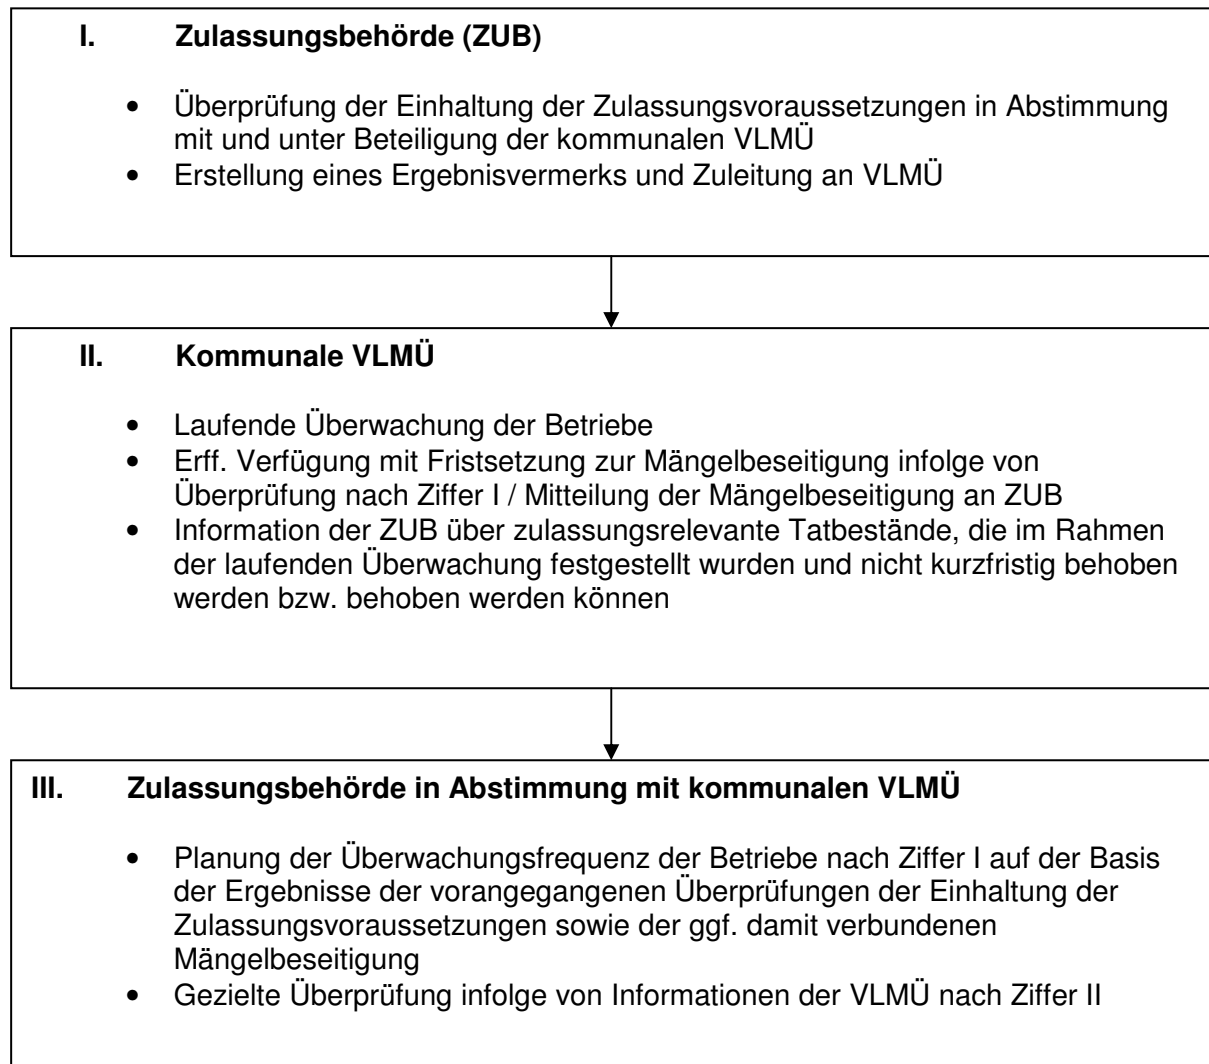 I. Zulassungsbehörde (ZUB)
• Überprüfung der Einhaltung der Zulassungsvoraussetzungen in Abstimmung
mit und unter Beteiligung der kommunalen VLMÜ
• Erstellung eines Ergebnisvermerks und Zuleitung an VLMÜ
II. Kommunale VLMÜ
• Laufende Überwachung der Betriebe
• Erff. Verfügung mit Fristsetzung zur Mängelbeseitigung infolge von
Überprüfung nach Ziffer I / Mitteilung der Mängelbeseitigung an ZUB
• Information der ZUB über zulassungsrelevante Tatbestände, die im Rahmen
der laufenden Überwachung festgestellt wurden und nicht kurzfristig behoben
werden bzw. behoben werden können
III. Zulassungsbehörde in Abstimmung mit kommunalen VLMÜ
• Planung der Überwachungsfrequenz der Betriebe nach Ziffer I auf der Basis
der Ergebnisse der vorangegangenen Überprüfungen der Einhaltung der
Zulassungsvoraussetzungen sowie der ggf. damit verbundenen
Mängelbeseitigung
• Gezielte Überprüfung infolge von Informationen der VLMÜ nach Ziffer II